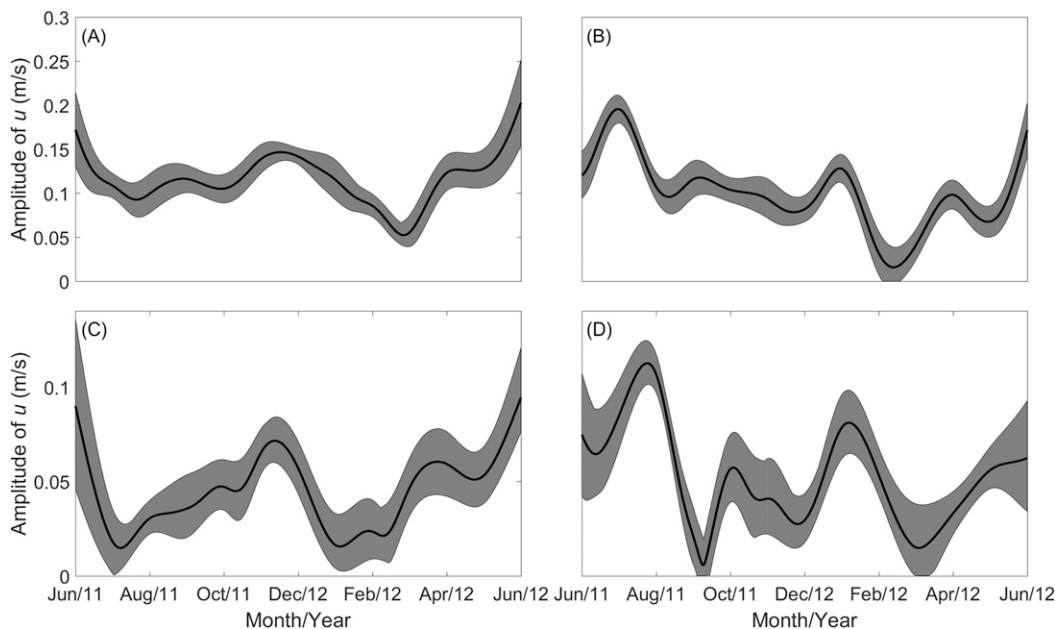 (A)
(B)
0.3
0.25
0.2
0.15
0.1
0.05
0
Amplitude of u (m/s)
(C)
(D)
0.1
0.05
0
Amplitude of u (m/s)
Jun/11 Aug/11 Oct/11 Dec/12 Feb/12 Apr/12 Jun/12
Jun/11 Aug/11 Oct/11 Dec/12 Feb/12 Apr/12 Jun/12
Month/Year
Month/Year